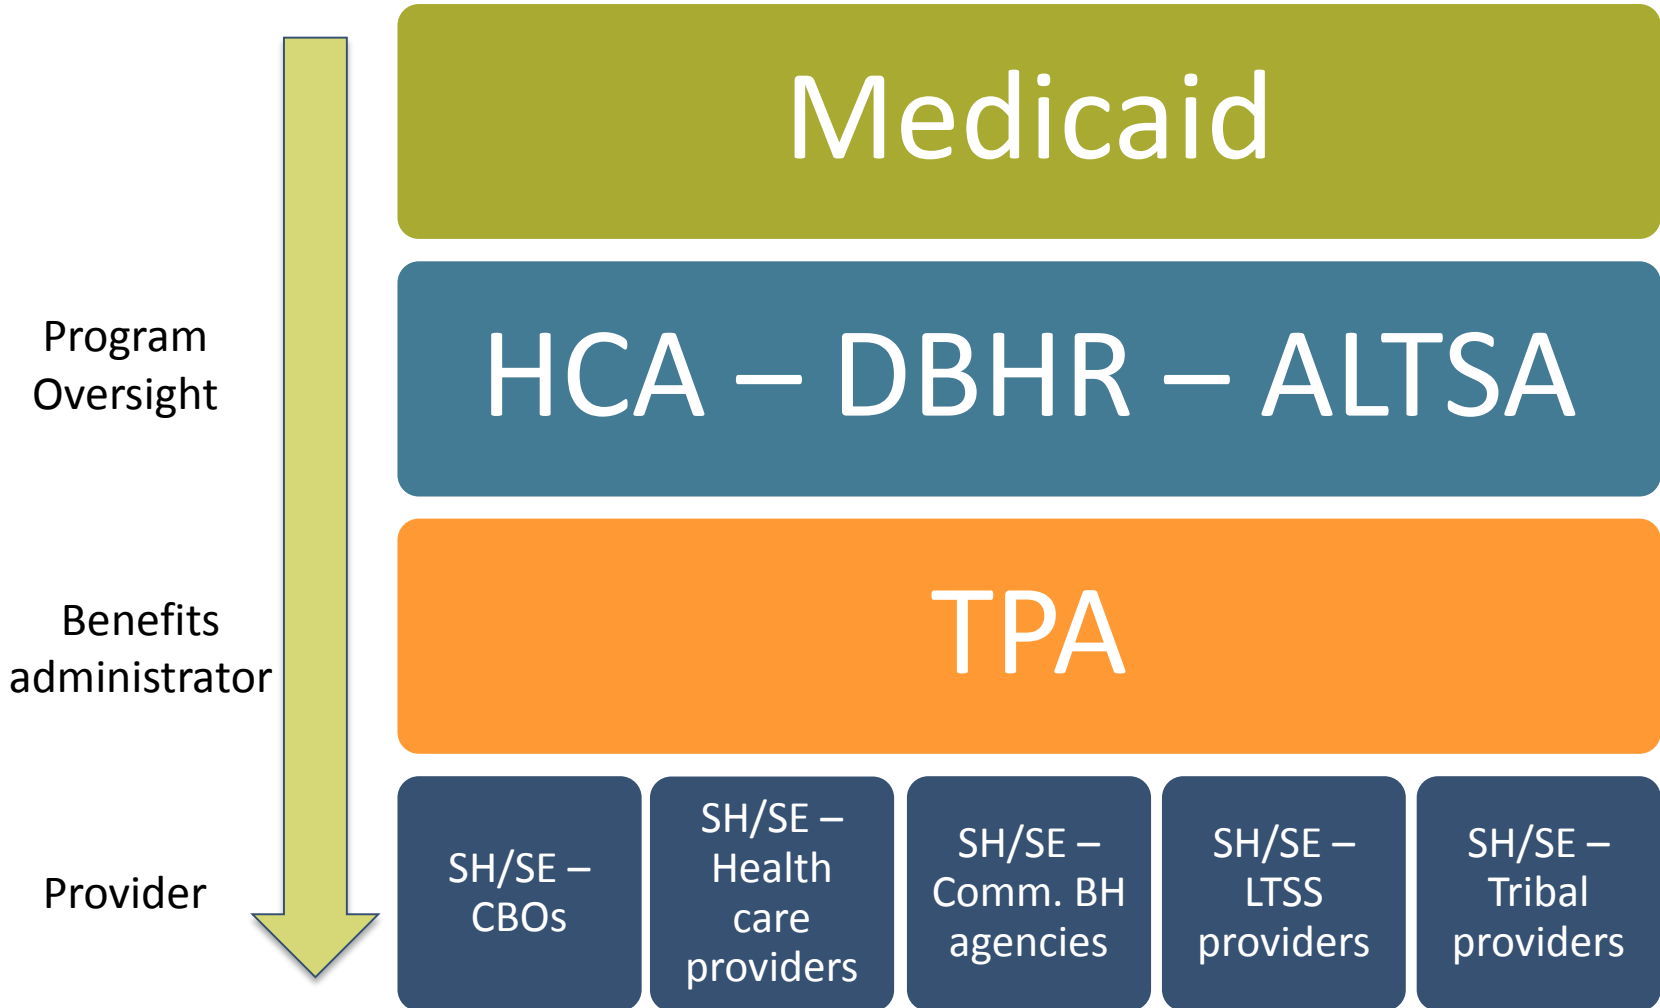 Medicaid
Program
Oversight
HCA – DBHR – ALTSA
Benefits
administrator
TPA
Provider
SH/SE –
CBOs
SH/SE –
Health
care
providers
SH/SE –
Comm. BH
agencies
SH/SE –
LTSS
providers
SH/SE –
Tribal
providers